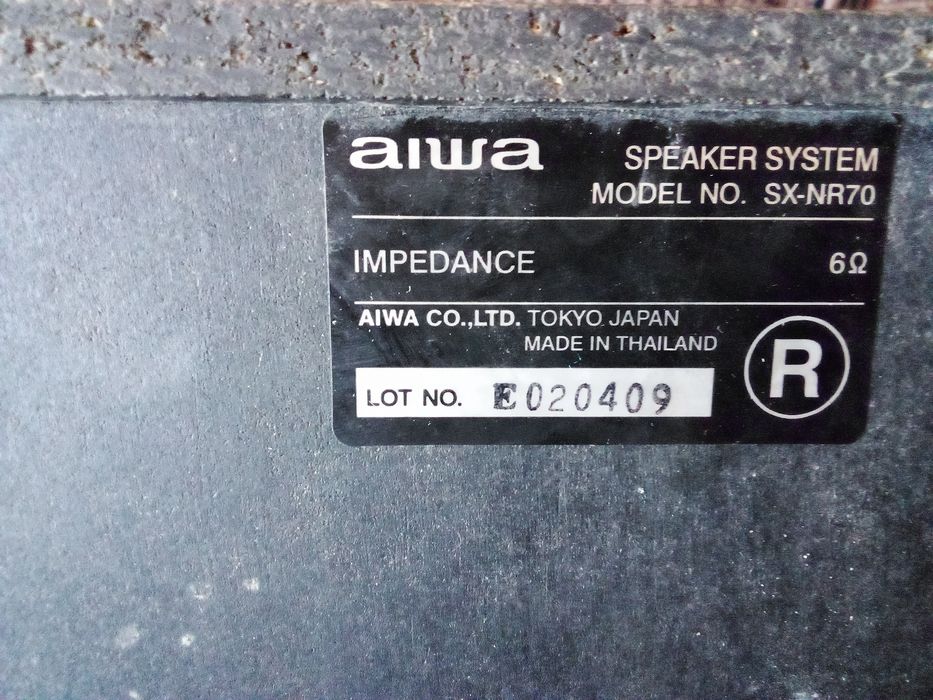 aiwa SPEAKER SYSTEM
MODEL NO. SX-NR70
IMPEDANCE 6Ω
AIWA CO.,LTD. TOKYO JAPAN
MADE IN THAILAND
R
LOT NO. E020409